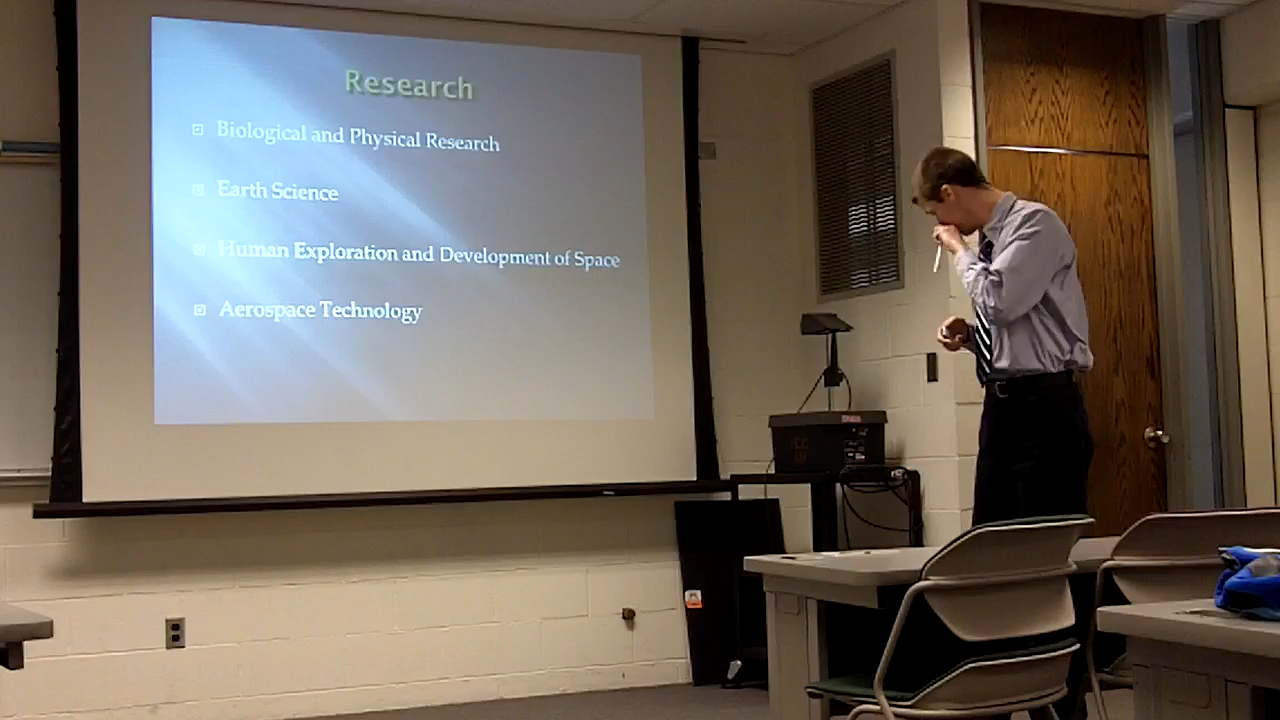 Research
Biological and Physical Research
Earth Science
Human Exploration and Development of Space
Aerospace Technology